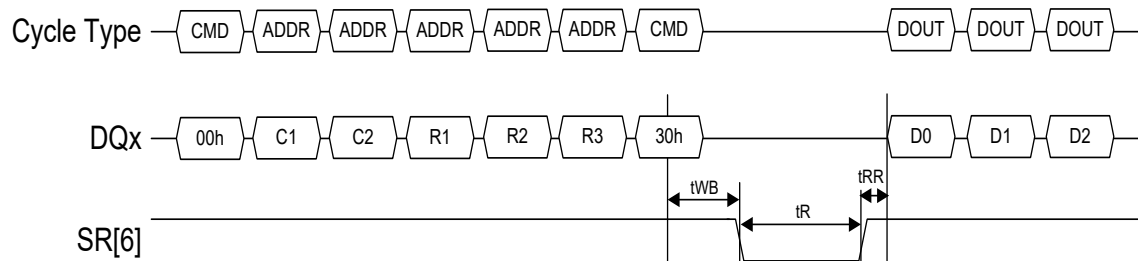 Cycle Type CMD ADDR ADDR ADDR ADDR ADDR CMD DOUT DOUT DOUT
DQx 00h C1 C2 R1 R2 R3 30h D0 D1 D2
tWB tR tRR
SR[6]